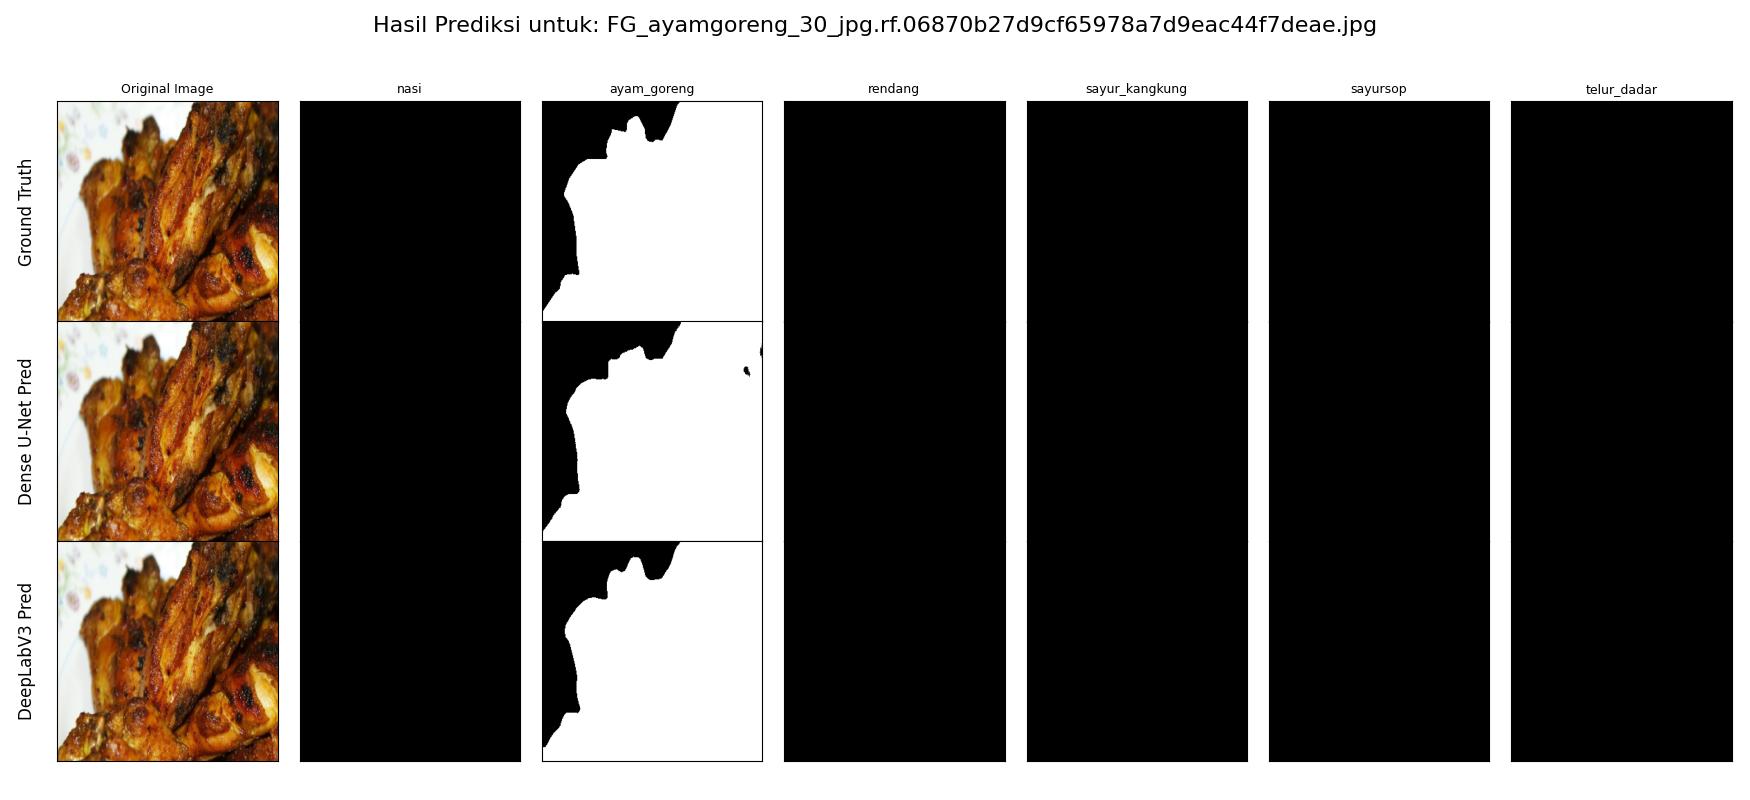 Hasil Prediksi untuk: FG_ayamgoreng_30_jpg.rf.06870b27d9cf65978a7d9eac44f7deae.jpg
Original Image nasi ayam_goreng rendang sayur_kangkung sayursop telur_dadar
Ground Truth
Dense U-Net Pred
DeepLabV3 Pred